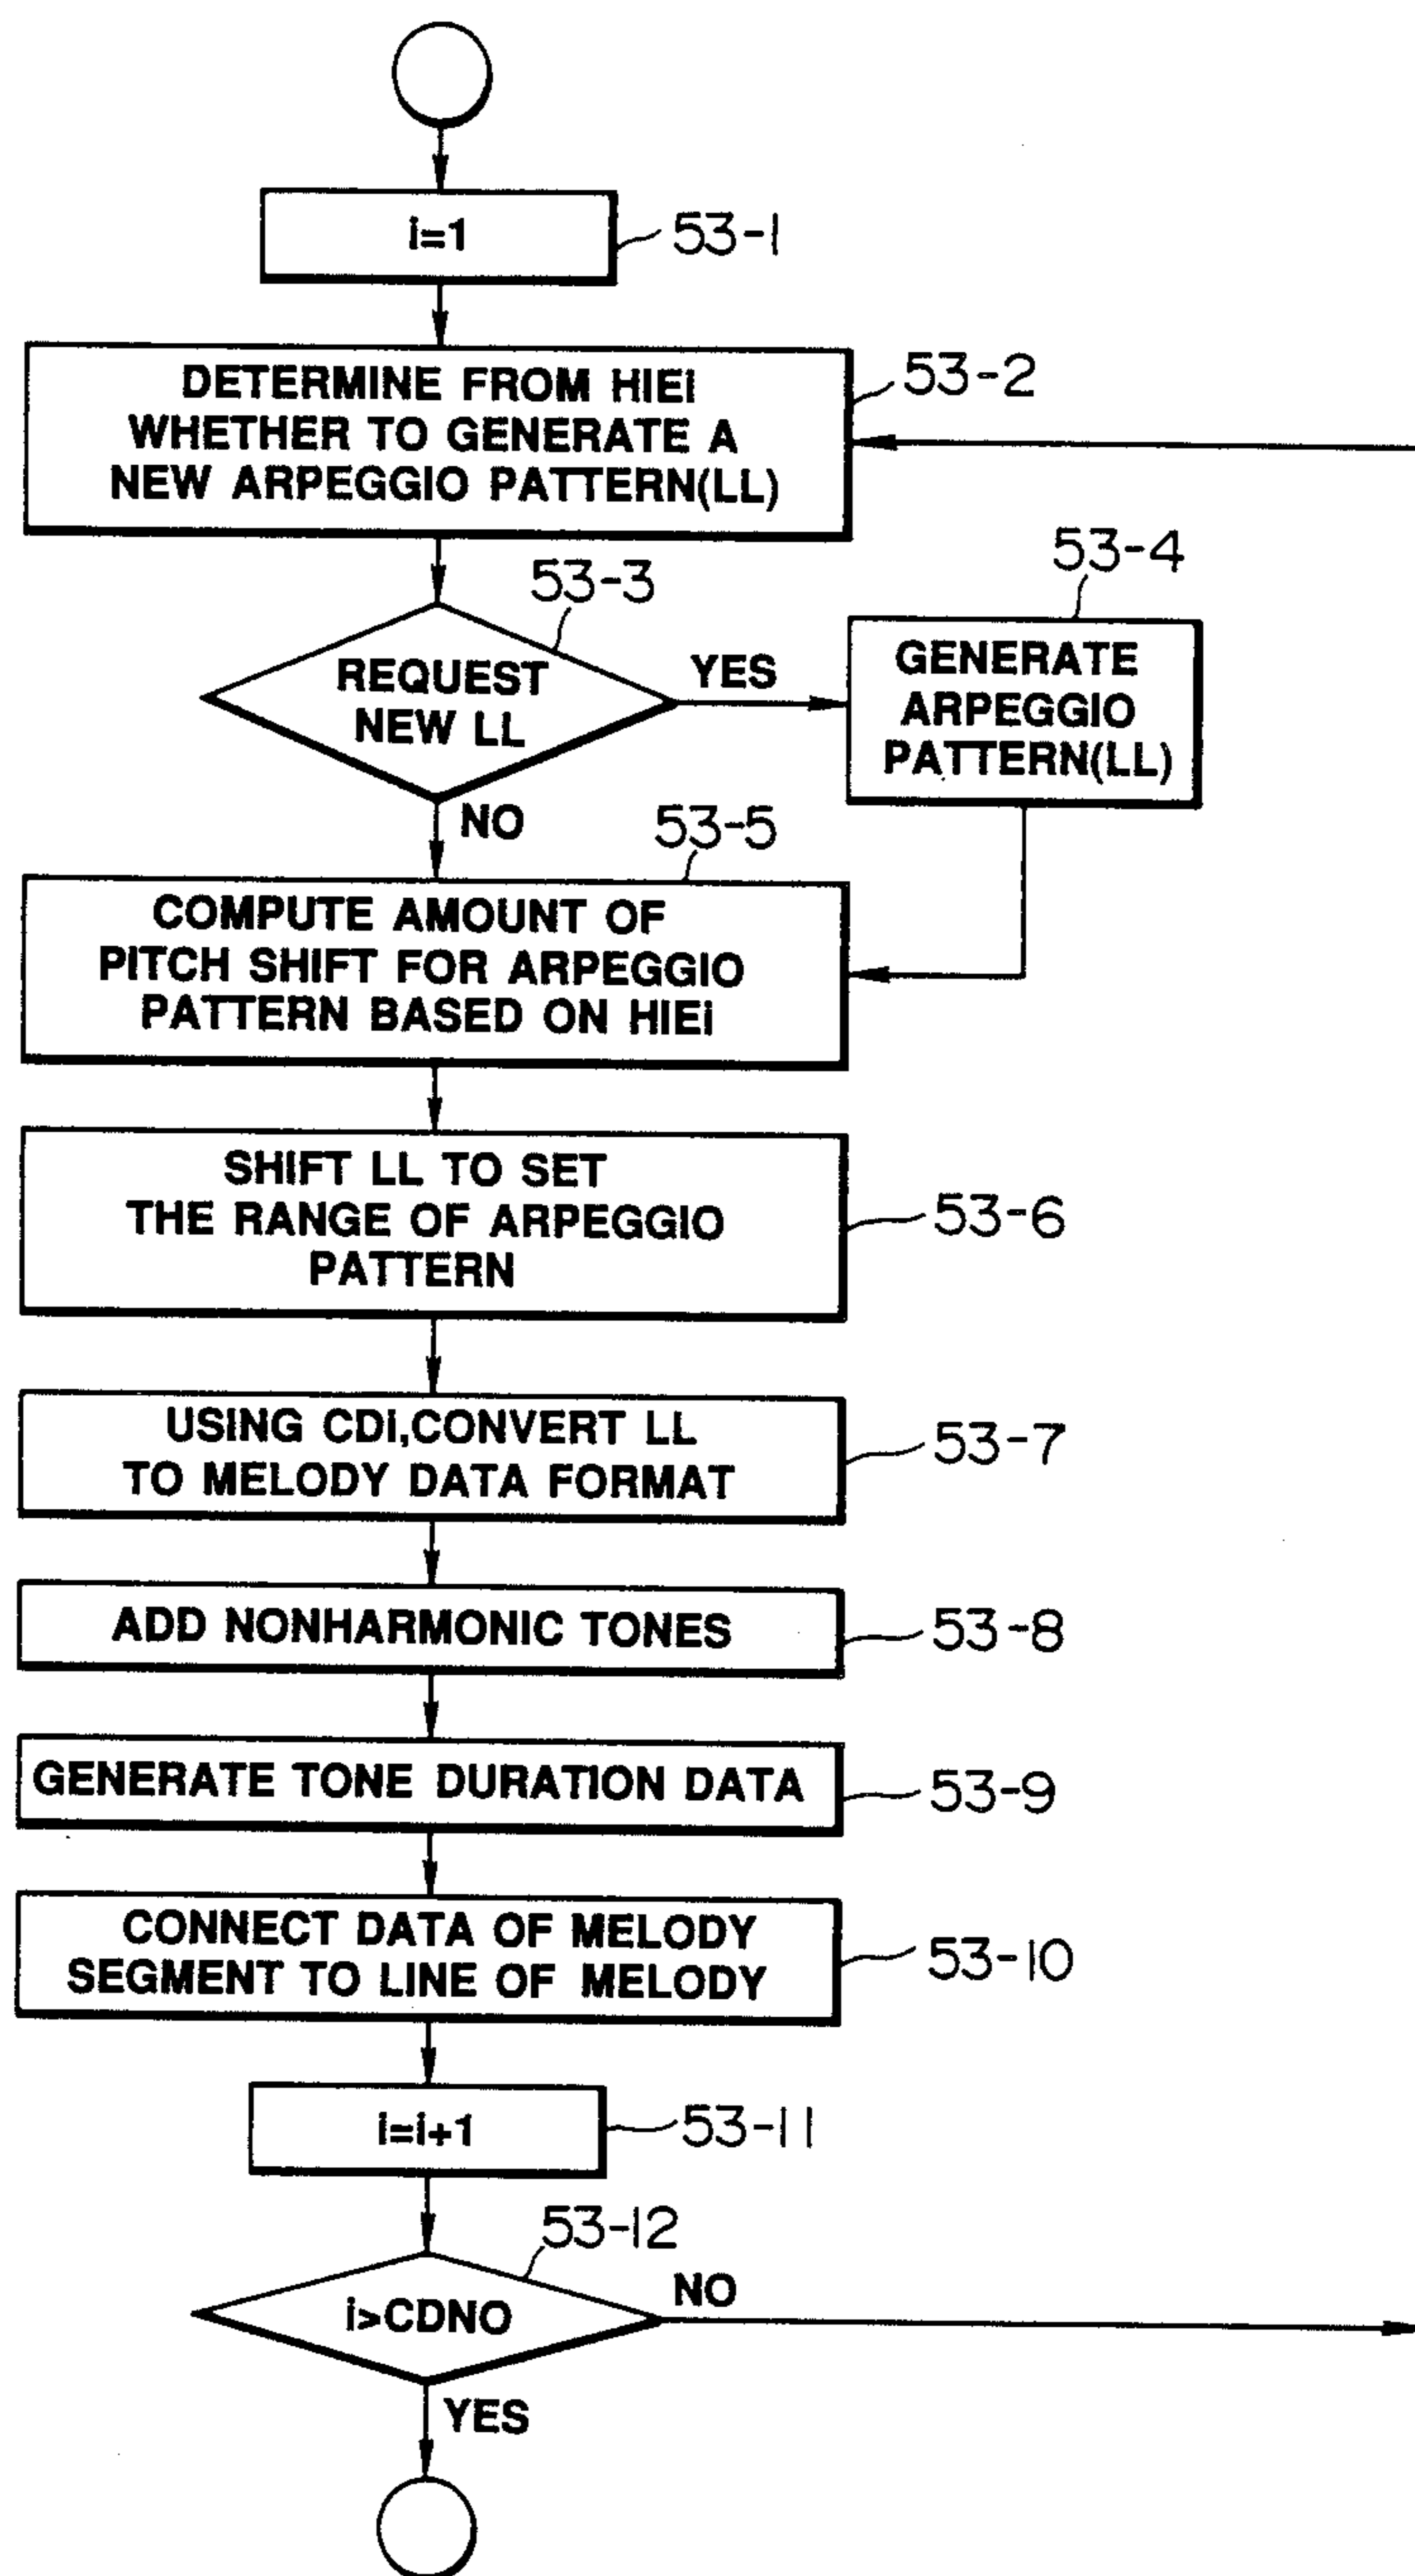 i=1
53-1
DETERMINE FROM HIEi
WHETHER TO GENERATE A
NEW ARPEGGIO PATTERN(LL)
53-2
53-3
REQUEST
NEW LL
YES
NO
53-4
GENERATE
ARPEGGIO
PATTERN(LL)
53-5
COMPUTE AMOUNT OF
PITCH SHIFT FOR ARPEGGIO
PATTERN BASED ON HIEi
SHIFT LL TO SET
THE RANGE OF ARPEGGIO
PATTERN
53-6
USING CDi,CONVERT LL
TO MELODY DATA FORMAT
53-7
ADD NONHARMONIC TONES
53-8
GENERATE TONE DURATION DATA
53-9
CONNECT DATA OF MELODY
SEGMENT TO LINE OF MELODY
53-10
i=i+1
53-11
53-12
i>CDNO
NO
YES